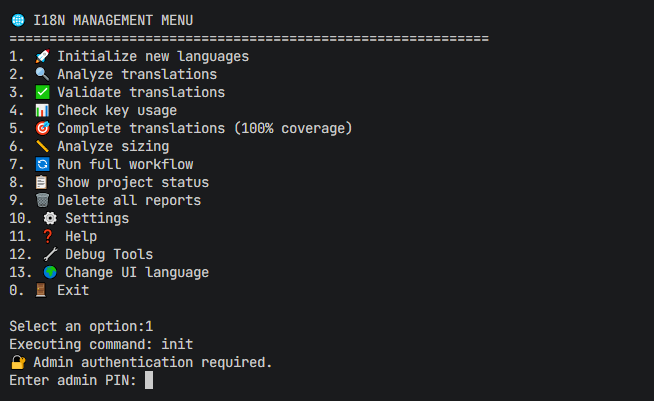 🌐 I18N MANAGEMENT MENU
============================================================
1. 🚀 Initialize new languages
2. 🔍 Analyze translations
3. ✅ Validate translations
4. 📊 Check key usage
5. 🎯 Complete translations (100% coverage)
6. 📏 Analyze sizing
7. 🔄 Run full workflow
8. 📋 Show project status
9. 🗑️ Delete all reports
10. ⚙️ Settings
11. ❓ Help
12. 🔧 Debug Tools
13. 🌍 Change UI language
0. 🚪 Exit
Select an option:1
Executing command: init
🔐 Admin authentication required.
Enter admin PIN: